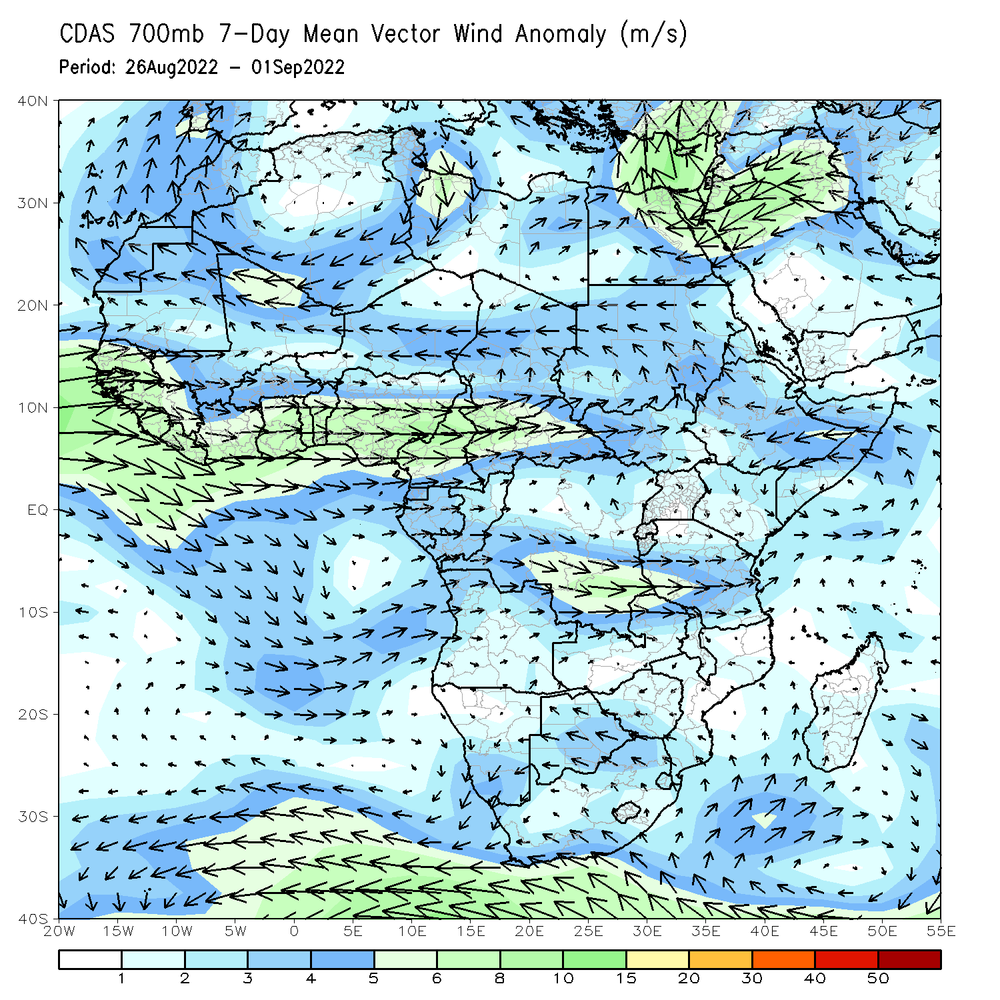 CDAS 700mb 7-Day Mean Vector Wind Anomaly (m/s)
Period: 26Aug2022 - 01Sep2022
40N
30N
20N
10N
EQ
10S
20S
30S
40S
20W 15W 10W 5W 0 5E 10E 15E 20E 25E 30E 35E 40E 45E 50E 55E
1 2 3 4 5 6 8 10 15 20 30 40 50